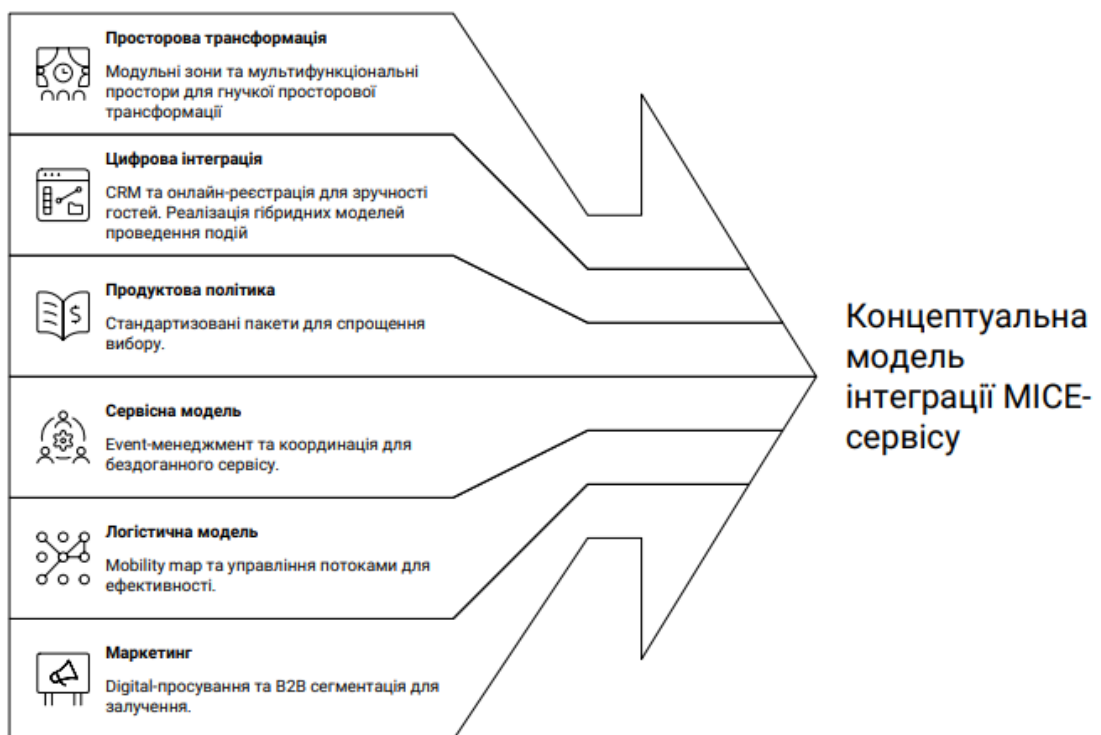 Просторова трансформація
Модульні зони та мультифункціональні
простори для гнучкої просторової
трансформації
Цифрова інтеграція
CRM та онлайн-реєстрація для зручності
гостей. Реалізація гібридних моделей
проведення подій
Продуктова політика
Стандартизовані пакети для спрощення
вибору.
Сервісна модель
Event-менеджмент та координація для
бездоганного сервісу.
Логістична модель
Mobility map та управління потоками для
ефективності.
Маркетинг
Digital-просування та B2B сегментація для
залучення.
Концептуальна
модель
інтеграції MICE-
сервісу